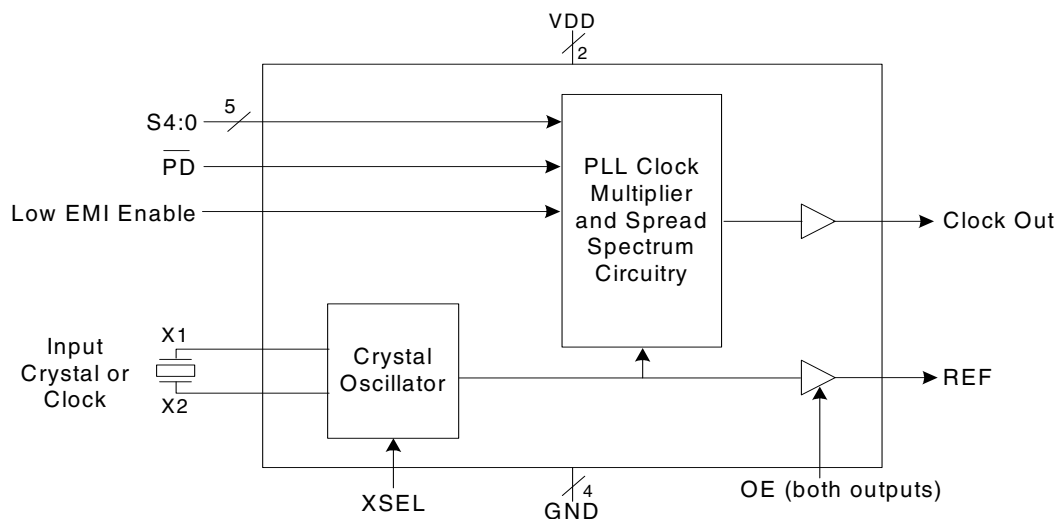 VDD
2
S4:0
5
PD
Low EMI Enable
PLL Clock
Multiplier
and Spread
Spectrum
Circuitry
Clock Out
Input
Crystal or
Clock
X1
X2
Crystal
Oscillator
REF
XSEL
4
GND
OE (both outputs)